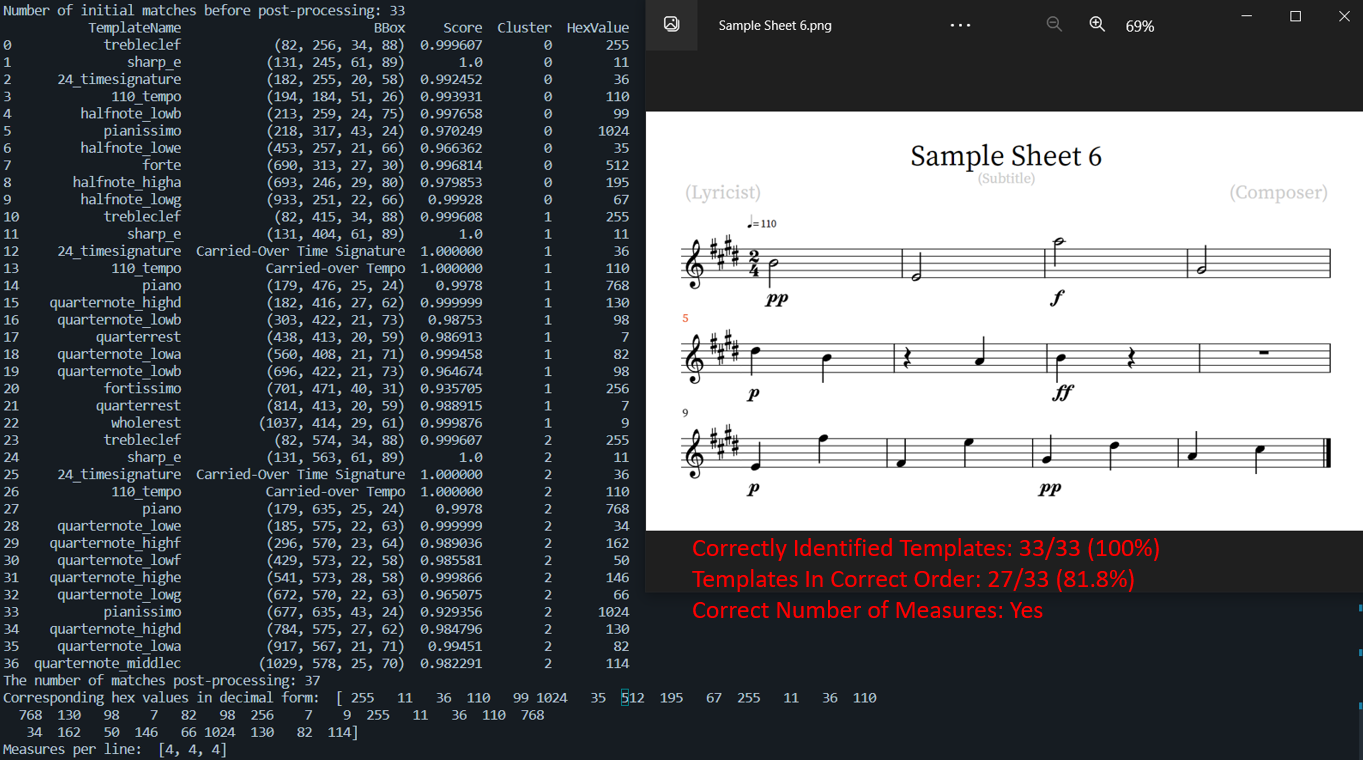 Number of initial matches before post-processing: 33
TemplateName BBox Score Cluster HexValue
0 trebleclef (82, 256, 34, 88) 0.999607 0 255
1 sharp_e (131, 245, 61, 89) 1.0 0 11
2 24_timesignature (182, 255, 20, 58) 0.992452 0 36
3 110_tempo (194, 184, 51, 26) 0.993931 0 110
4 halfnote_lowb (213, 259, 24, 75) 0.997658 0 99
5 pianissimo (218, 317, 43, 24) 0.970249 0 1024
6 halfnote_lowe (453, 257, 21, 66) 0.966362 0 35
7 forte (690, 313, 27, 30) 0.996814 0 512
8 halfnote_higha (693, 246, 29, 80) 0.979853 0 195
9 halfnote_lowg (933, 251, 22, 66) 0.99928 0 67
10 trebleclef (82, 415, 34, 88) 0.999608 1 255
11 sharp_e (131, 404, 61, 89) 1.0 1 11
12 24_timesignature Carried-Over Time Signature 1.000000 1 36
13 110_tempo Carried-over Tempo 1.000000 1 110
14 piano (179, 476, 25, 24) 0.9978 1 768
15 quarternote_highd (182, 416, 27, 62) 0.999999 1 130
16 quarternote_lowb (303, 422, 21, 73) 0.98753 1 98
17 quarterrest (438, 413, 20, 59) 0.986913 1 7
18 quarternote_lowa (560, 408, 21, 71) 0.999458 1 82
19 quarternote_lowb (696, 422, 21, 73) 0.964674 1 98
20 fortissimo (701, 471, 40, 31) 0.935705 1 256
21 quarterrest (814, 413, 20, 59) 0.988915 1 7
22 wholerest (1037, 414, 29, 61) 0.999876 1 9
23 trebleclef (82, 574, 34, 88) 0.999607 2 255
24 sharp_e (131, 563, 61, 89) 1.0 2 11
25 24_timesignature Carried-Over Time Signature 1.000000 2 36
26 110_tempo Carried-over Tempo 1.000000 2 110
27 piano (179, 635, 25, 24) 0.9978 2 768
28 quarternote_lowe (185, 575, 22, 63) 0.999999 2 34
29 quarternote_highf (296, 570, 23, 64) 0.989036 2 162
30 quarternote_lowf (429, 573, 22, 58) 0.985581 2 50
31 quarternote_highe (541, 573, 28, 58) 0.999866 2 146
32 quarternote_lowg (672, 570, 22, 63) 0.965075 2 66
33 pianissimo (677, 635, 43, 24) 0.929356 2 1024
34 quarternote_highd (784, 575, 27, 62) 0.984796 2 130
35 quarternote_lowa (917, 567, 21, 71) 0.99451 2 82
36 quarternote_middlec (1029, 578, 25, 70) 0.982291 2 114
The number of matches post-processing: 37
Corresponding hex values in decimal form: [ 255 11 36 110 99 1024 35 512 195 67 255 11 36 110
768 130 98 7 82 98 256 7 9 255 11 36 110 768
34 162 50 146 66 1024 130 82 114]
Measures per line: [4, 4, 4]
Sample Sheet 6.png
69%
Sample Sheet 6
(Subtitle)
(Lyricist)
(Composer)
= 110
2
4
pp f
5
p ff
9
p pp
Correctly Identified Templates: 33/33 (100%)
Templates In Correct Order: 27/33 (81.8%)
Correct Number of Measures: Yes